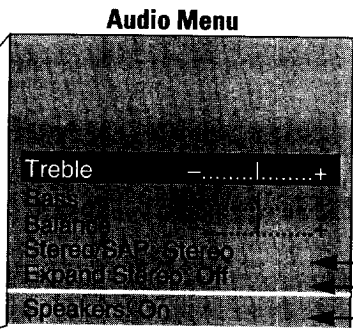 Audio Menu
Treble -........|........+
Bass
Balance ........+
Stereo/SAP: Stereo
Expand Stereo: Off
Speakers: On